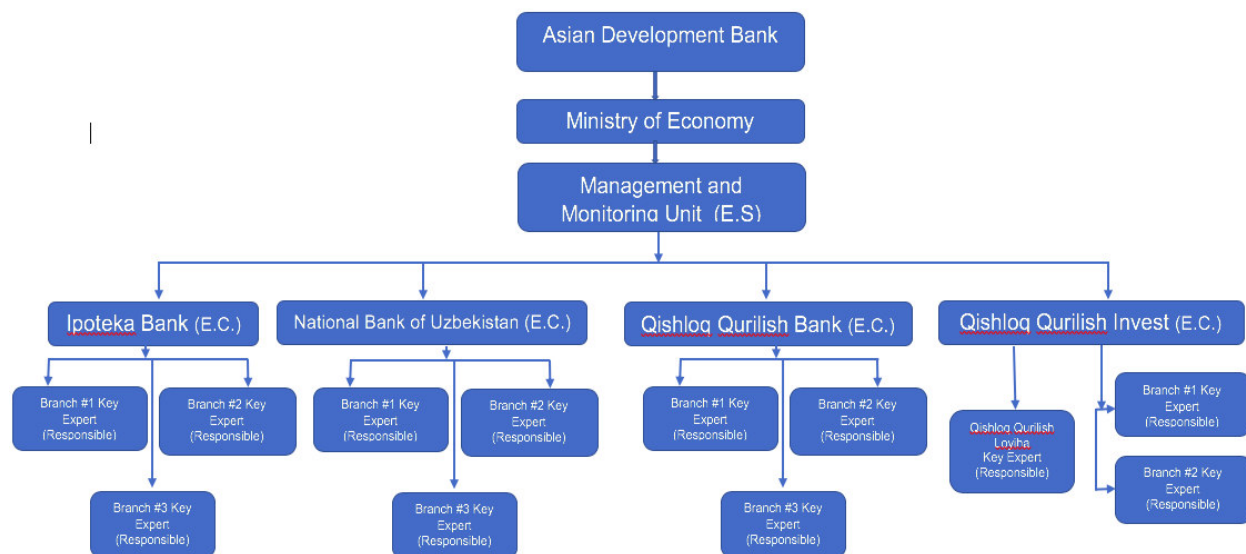 Asian Development Bank
Ministry of Economy
Management and
Monitoring Unit (E.S)
Ipoteka Bank (E.C.)
National Bank of Uzbekistan (E.C.)
Qishloq Qurilish Bank (E.C.)
Qishloq Qurilish Invest (E.C.)
Branch #1 Key
Expert
(Responsible)
Branch #2 Key
Expert
(Responsible)
Branch #3 Key
Expert
(Responsible)
Branch #1 Key
Expert
(Responsible)
Branch #2 Key
Expert
(Responsible)
Branch #3 Key
Expert
(Responsible)
Branch #1 Key
Expert
(Responsible)
Branch #2 Key
Expert
(Responsible)
Branch #3 Key
Expert
(Responsible)
Qishloq Qurilish
Loyiha
Key Expert
(Responsible)
Branch #1 Key
Expert
(Responsible)
Branch #2 Key
Expert
(Responsible)